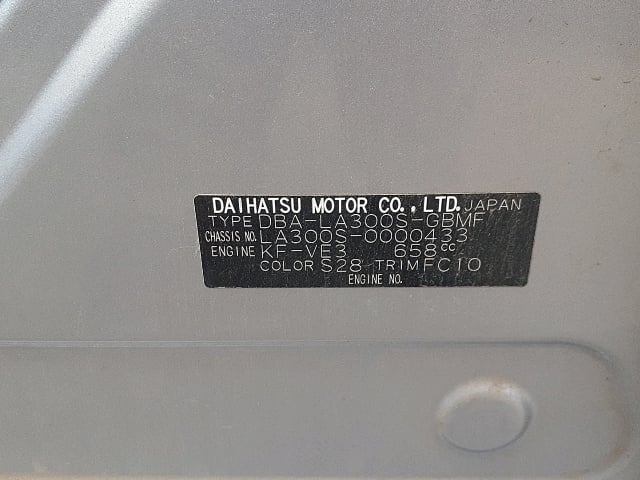 DAIHATSU MOTOR CO., LTD. JAPAN
TYPE DBA-LA300S-GBMF
CHASSIS NO. LA300S-0000433
ENGINE KF-VE3 658cc
COLOR S28 TRIM FC10
ENGINE NO.